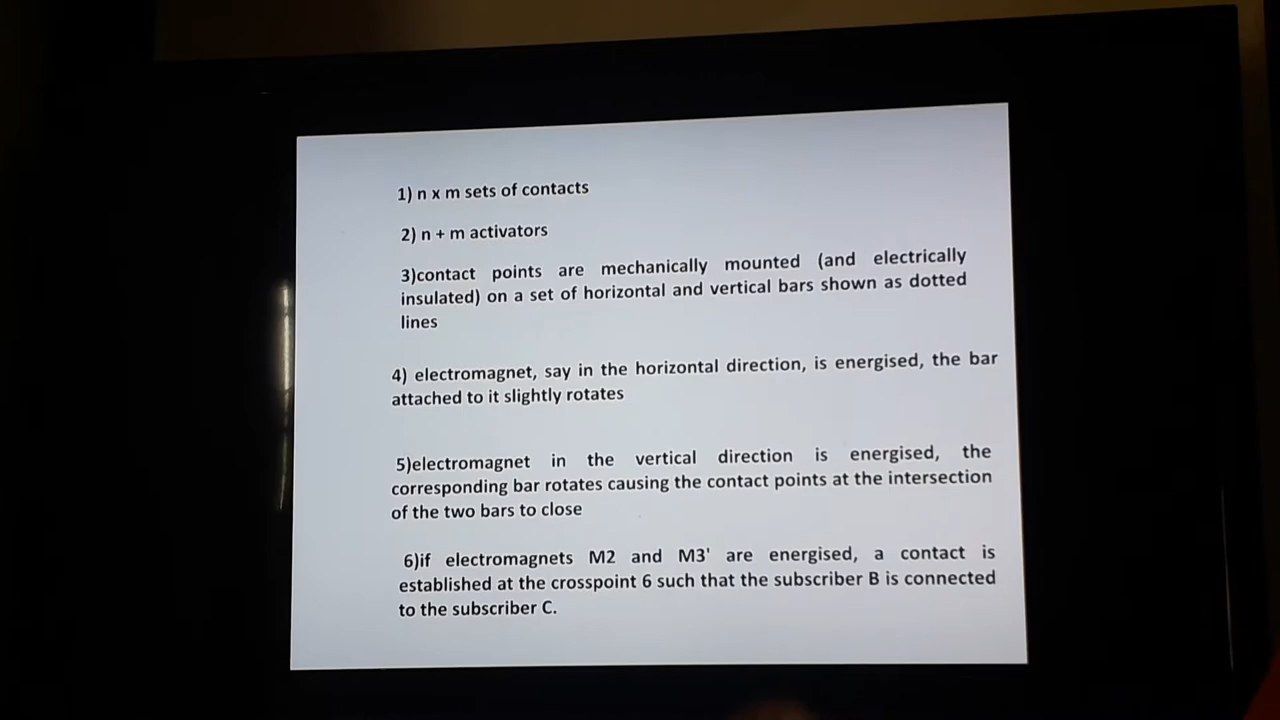 1) n x m sets of contacts
2) n + m activators
3)contact points are mechanically mounted (and electrically
insulated) on a set of horizontal and vertical bars shown as dotted
lines
4) electromagnet, say in the horizontal direction, is energised, the bar
attached to it slightly rotates
5)electromagnet in the vertical direction is energised, the
corresponding bar rotates causing the contact points at the intersection
of the two bars to close
6)if electromagnets M2 and M3' are energised, a contact is
established at the crosspoint 6 such that the subscriber B is connected
to the subscriber C.